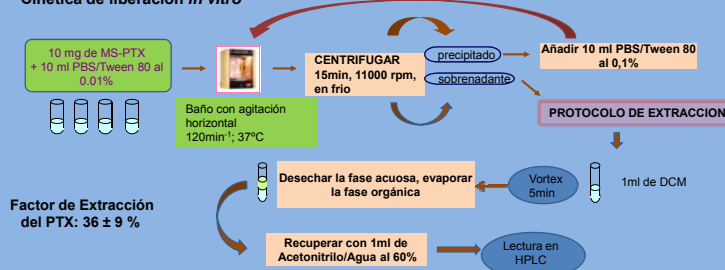 Cinética de liberación in vitro
10 mg de MS-PTX
+ 10 ml PBS/Tween 80 al
0.01%
Baño con agitación
horizontal
120min⁻¹; 37ºC
CENTRIFUGAR
15min, 11000 rpm,
en frio
precipitado
sobrenadante
Añadir 10 ml PBS/Tween 80
al 0,1%
PROTOCOLO DE EXTRACCION
1ml de DCM
Vortex
5min
Desechar la fase acuosa, evaporar
la fase orgánica
Factor de Extracción
del PTX: 36 ± 9 %
Recuperar con 1ml de
Acetonitrilo/Agua al 60%
Lectura en
HPLC